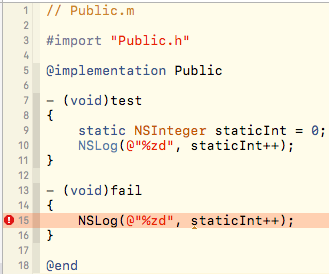 1 // Public.m
2
3 #import "Public.h"
4
5 @implementation Public
6
7 - (void)test
8 {
9 static NSInteger staticInt = 0;
10 NSLog(@"%zd", staticInt++);
11 }
12
13 - (void)fail
14 {
15 NSLog(@"%zd", staticInt++);
16 }
17
18 @end